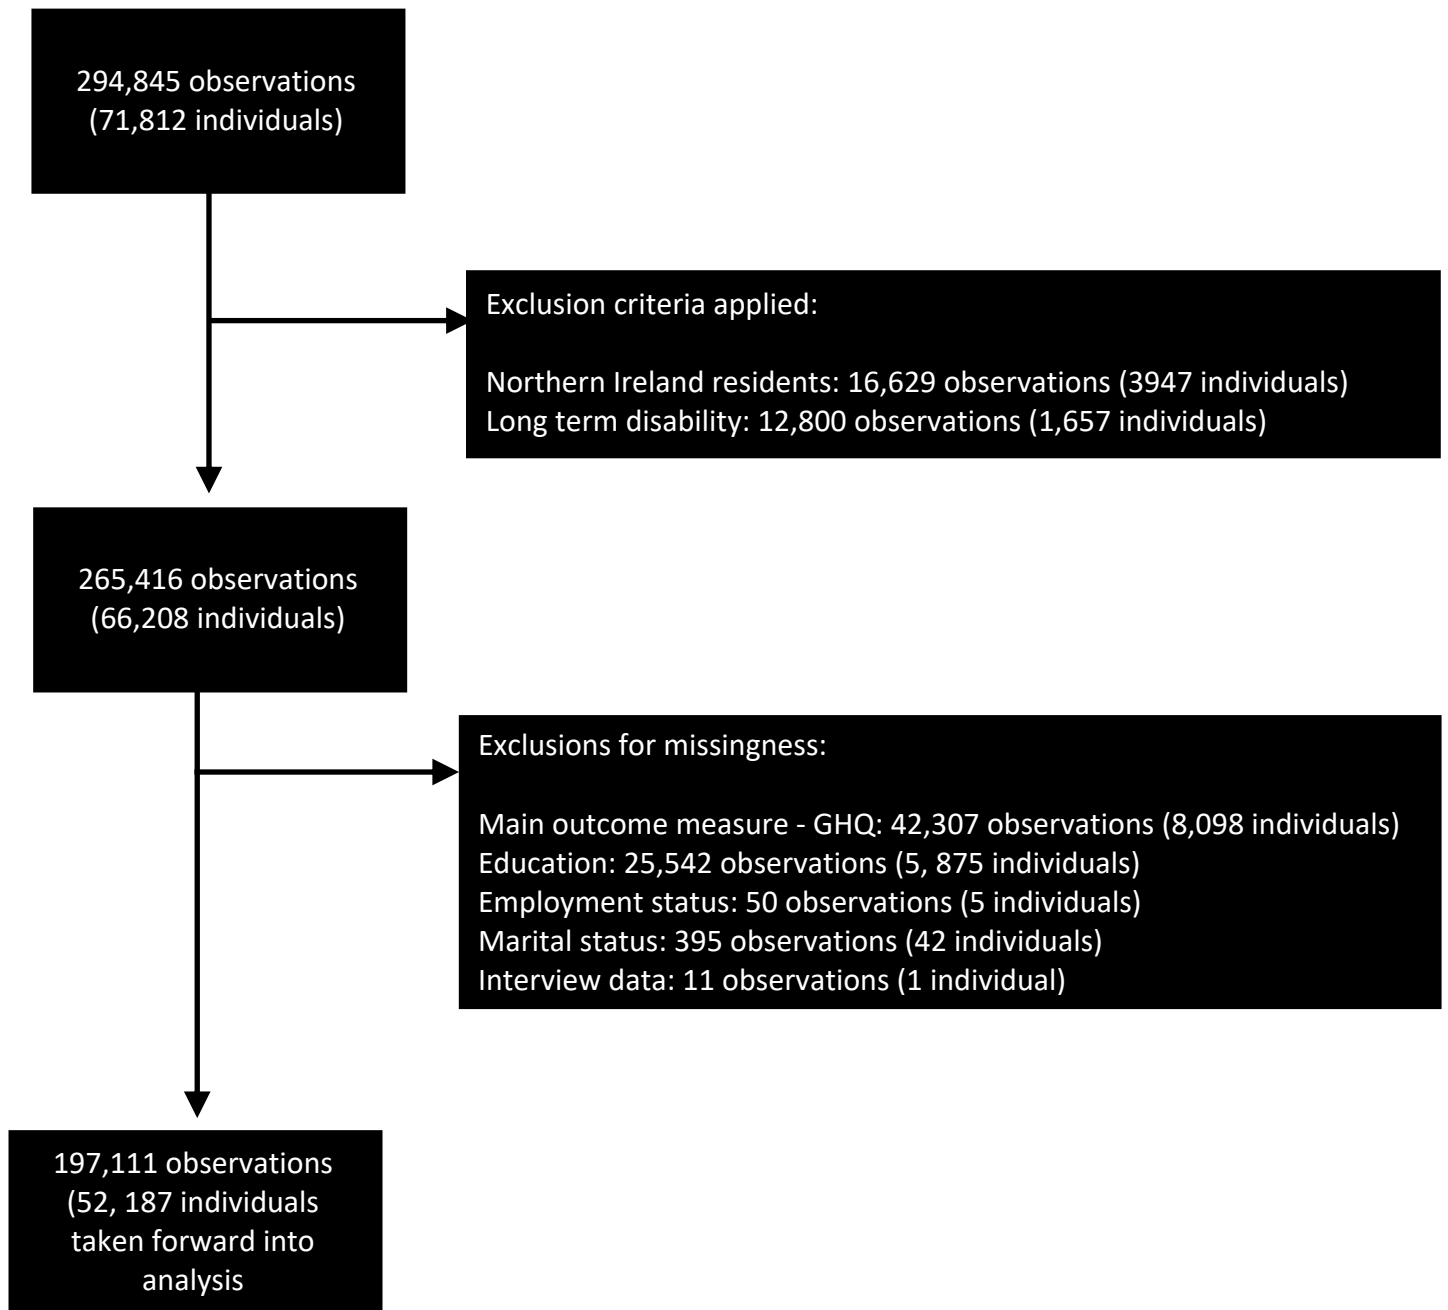 294,845 observations
(71,812 individuals)
Exclusion criteria applied:
Northern Ireland residents: 16,629 observations (3947 individuals)
Long term disability: 12,800 observations (1,657 individuals)
265,416 observations
(66,208 individuals)
Exclusions for missingness:
Main outcome measure - GHQ: 42,307 observations (8,098 individuals)
Education: 25,542 observations (5, 875 individuals)
Employment status: 50 observations (5 individuals)
Marital status: 395 observations (42 individuals)
Interview data: 11 observations (1 individual)
197,111 observations
(52, 187 individuals
taken forward into
analysis